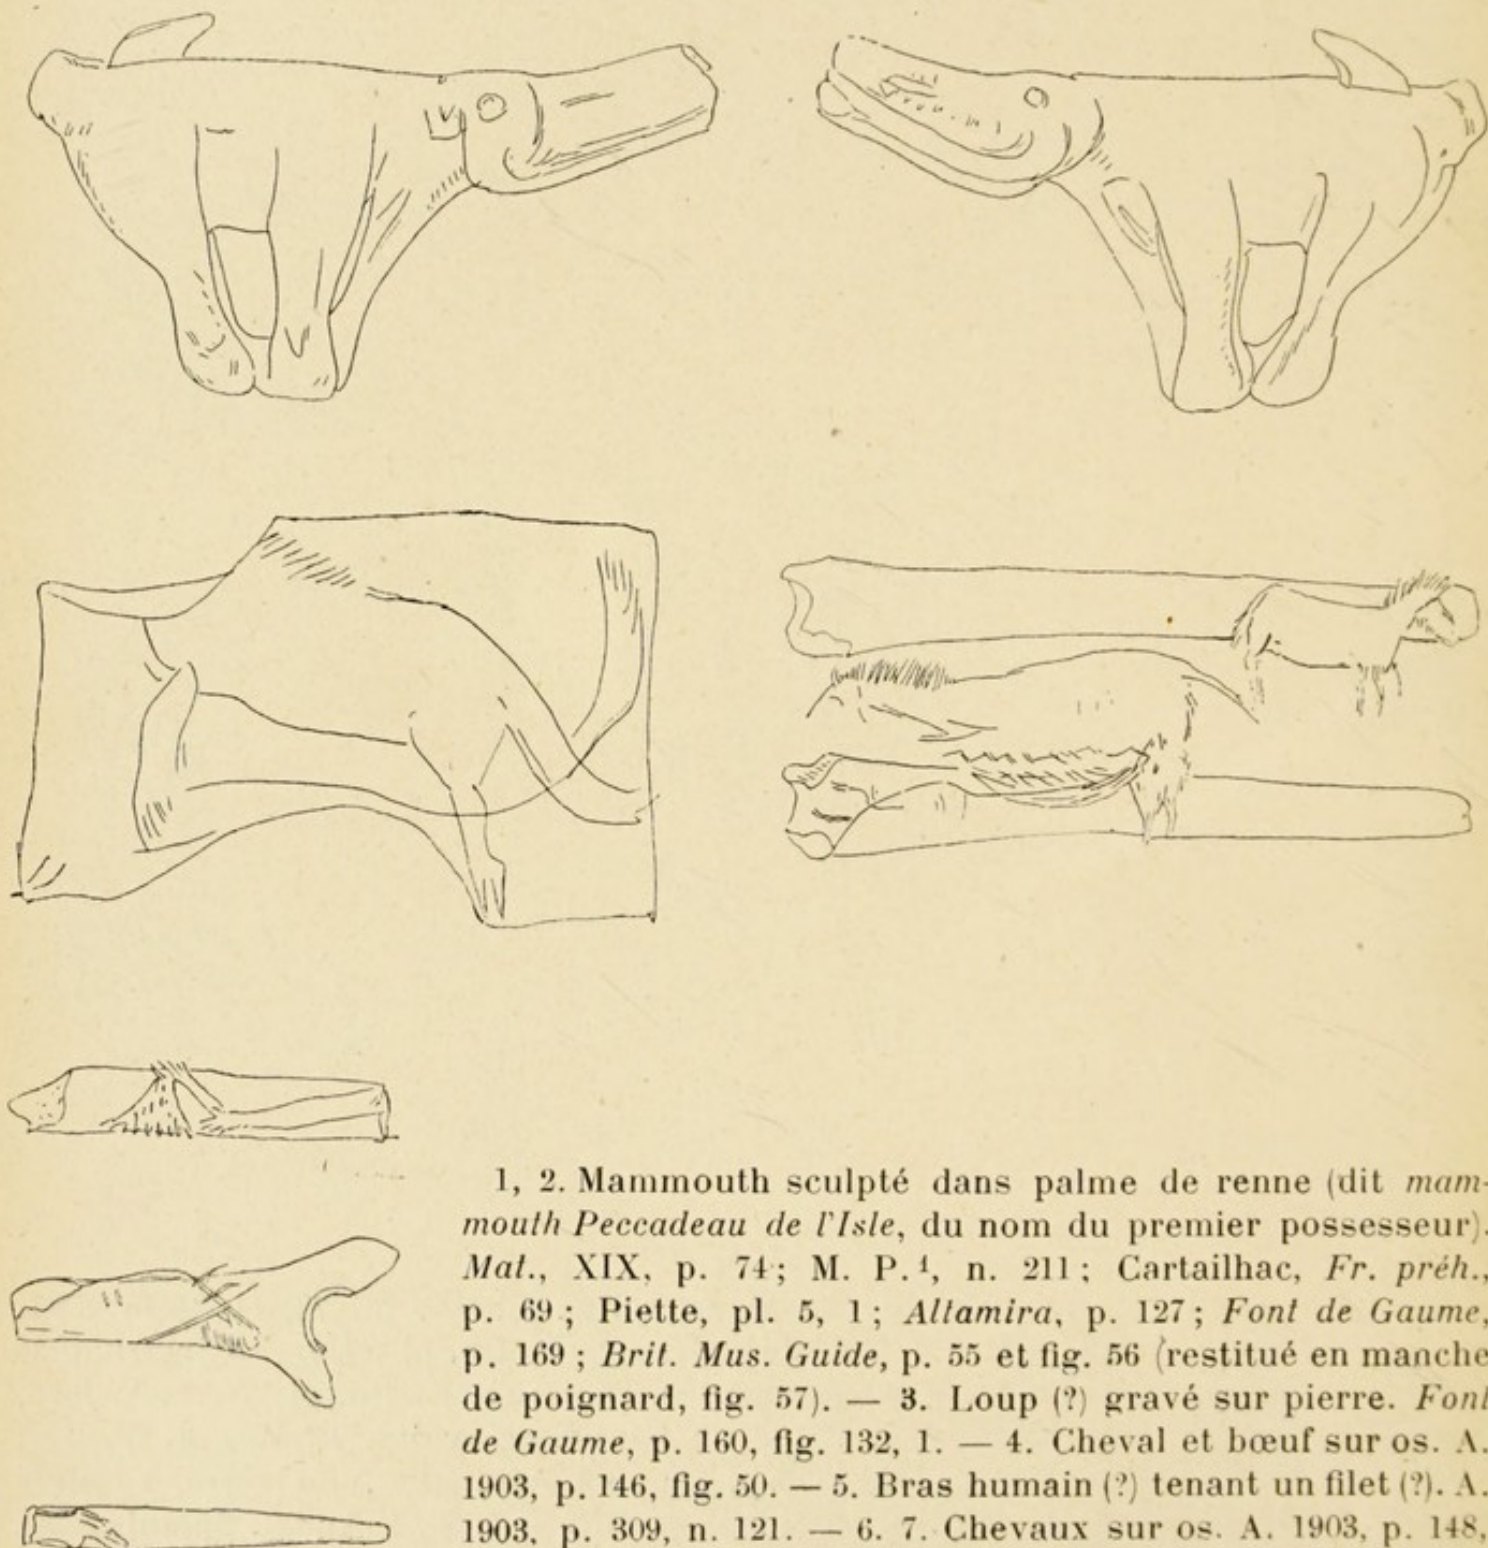 1, 2. Mammouth sculpté dans palme de renne (dit mam-
mouth Peccadeau de l'Isle, du nom du premier possesseur).
Mat., XIX, p. 74; M. P.¹, n. 211; Cartailhac, Fr. préh.,
p. 69; Piette, pl. 5, 1; Altamira, p. 127; Font de Gaume,
p. 169; Brit. Mus. Guide, p. 55 et fig. 56 (restitué en manche
de poignard, fig. 57). — 3. Loup (?) gravé sur pierre. Font
de Gaume, p. 160, fig. 132, 1. — 4. Cheval et bœuf sur os. A.
1903, p. 146, fig. 50. — 5. Bras humain (?) tenant un filet (?). A.
1903, p. 309, n. 121. — 6. 7. Chevaux sur os. A. 1903, p. 148,